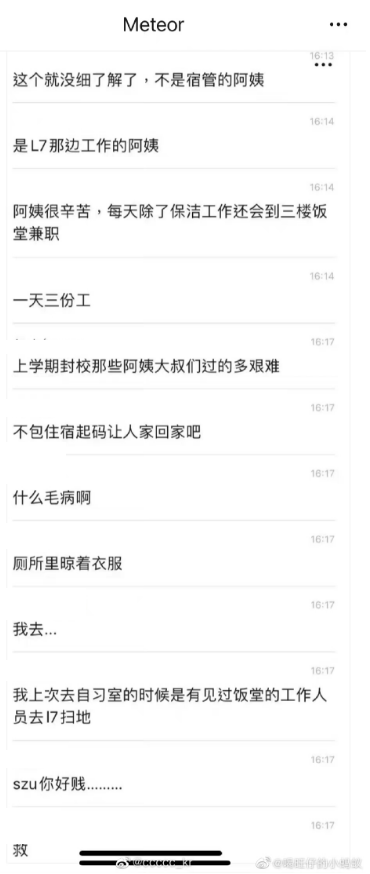 Meteor
16:13
这个就没细了解了，不是宿管的阿姨
16:14
是L7那边工作的阿姨
16:14
阿姨很辛苦，每天除了保洁工作还会到三楼饭
堂兼职
16:14
一天三份工
16:17
上学期封校那些阿姨大叔们过的多艰难
16:17
不包住宿起码让人家回家吧
16:17
什么毛病啊
16:17
厕所里晾着衣服
16:17
我去...
16:17
我上次去自习室的时候是有见过饭堂的工作人
员去l7扫地
16:17
szu你好贱.........
16:17
救